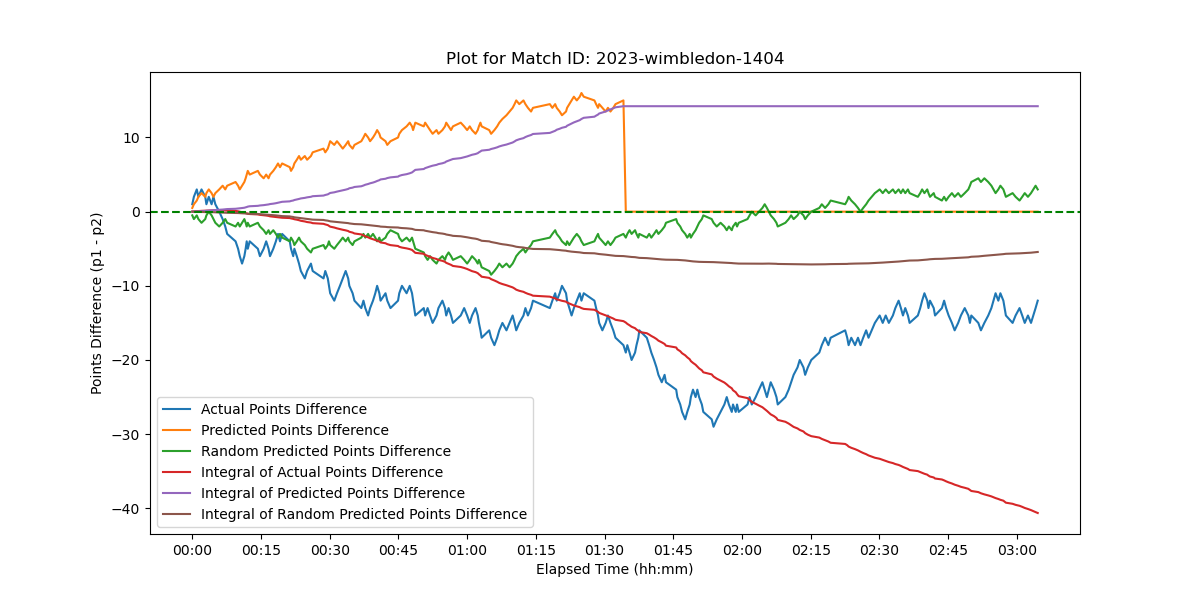 Plot for Match ID: 2023-wimbledon-1404
Points Difference (p1 - p2)
10
0
−10
−20
−30
−40
Actual Points Difference
Predicted Points Difference
Random Predicted Points Difference
Integral of Actual Points Difference
Integral of Predicted Points Difference
Integral of Random Predicted Points Difference
00:00 00:15 00:30 00:45 01:00 01:15 01:30 01:45 02:00 02:15 02:30 02:45 03:00
Elapsed Time (hh:mm)